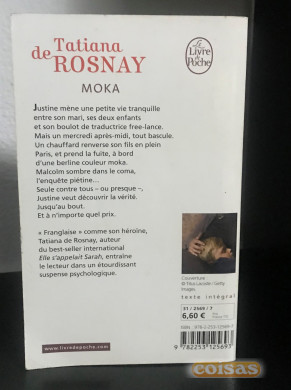 Tatiana
de ROSNAY
Le
Livre
de
Poche
MOKA
Justine mène une petite vie tranquille
entre son mari, ses deux enfants
et son boulot de traductrice free-lance.
Mais un mercredi après-midi, tout bascule.
Un chauffard renverse son fils en plein
Paris, et prend la fuite, à bord
d'une berline couleur moka.
Malcolm sombre dans le coma,
l'enquête piétine…
Seule contre tous – ou presque –,
Justine veut découvrir la vérité.
Jusqu'au bout.
Et à n'importe quel prix.
« Franglaise » comme son héroïne,
Tatiana de Rosnay, auteur
du best-seller international
Elle s'appelait Sarah, entraîne
le lecteur dans un étourdissant
suspense psychologique.
Couverture :
Images.
texte intégral
31 / 2569 / 7
6,60 €
www.livredepoche.com
9 782253 125693
coisas